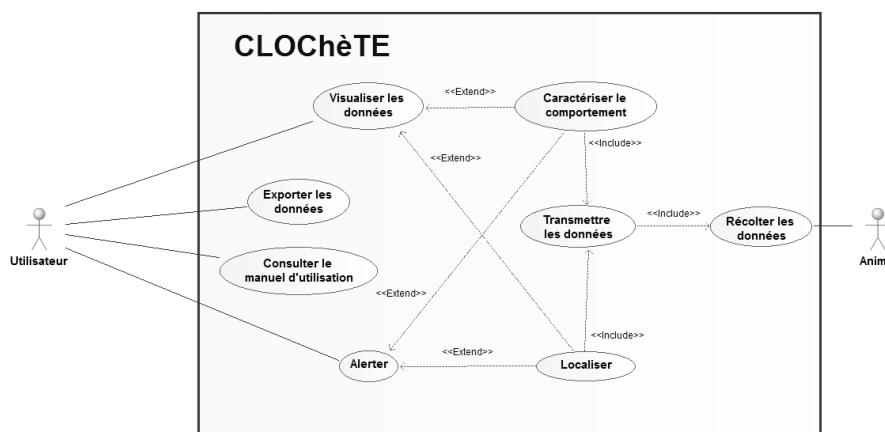 CLOChèTE
Visualiser les
données
<<Extend>>
Caractériser le
comportement
<<Extend>>
<<Include>>
Exporter les
données
Transmettre
les données
<<Include>>
Récolter les
données
Utilisateur
Anim
Consulter le
manuel d'utilisation
<<Extend>>
<<Include>>
Alerter
<<Extend>>
Localiser